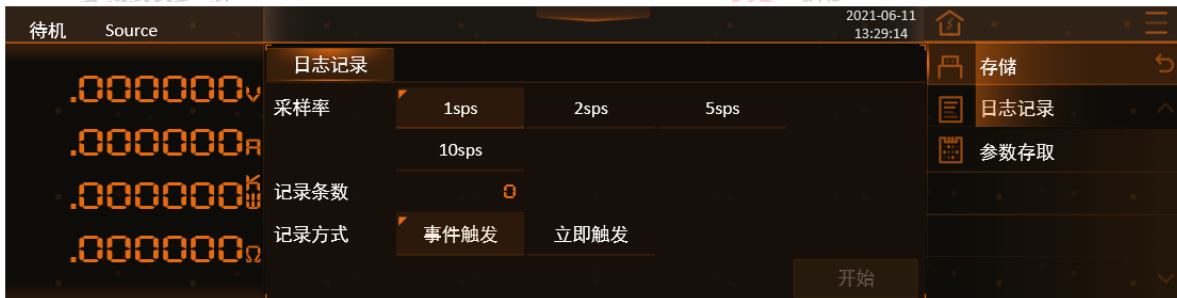 待机 Source
2021-06-11
13:29:14
.000000V
.000000A
.000000KW
.000000Ω
日志记录
采样率 1sps 2sps 5sps
10sps
记录条数 0
记录方式 事件触发 立即触发
开始
存储
日志记录
参数存取